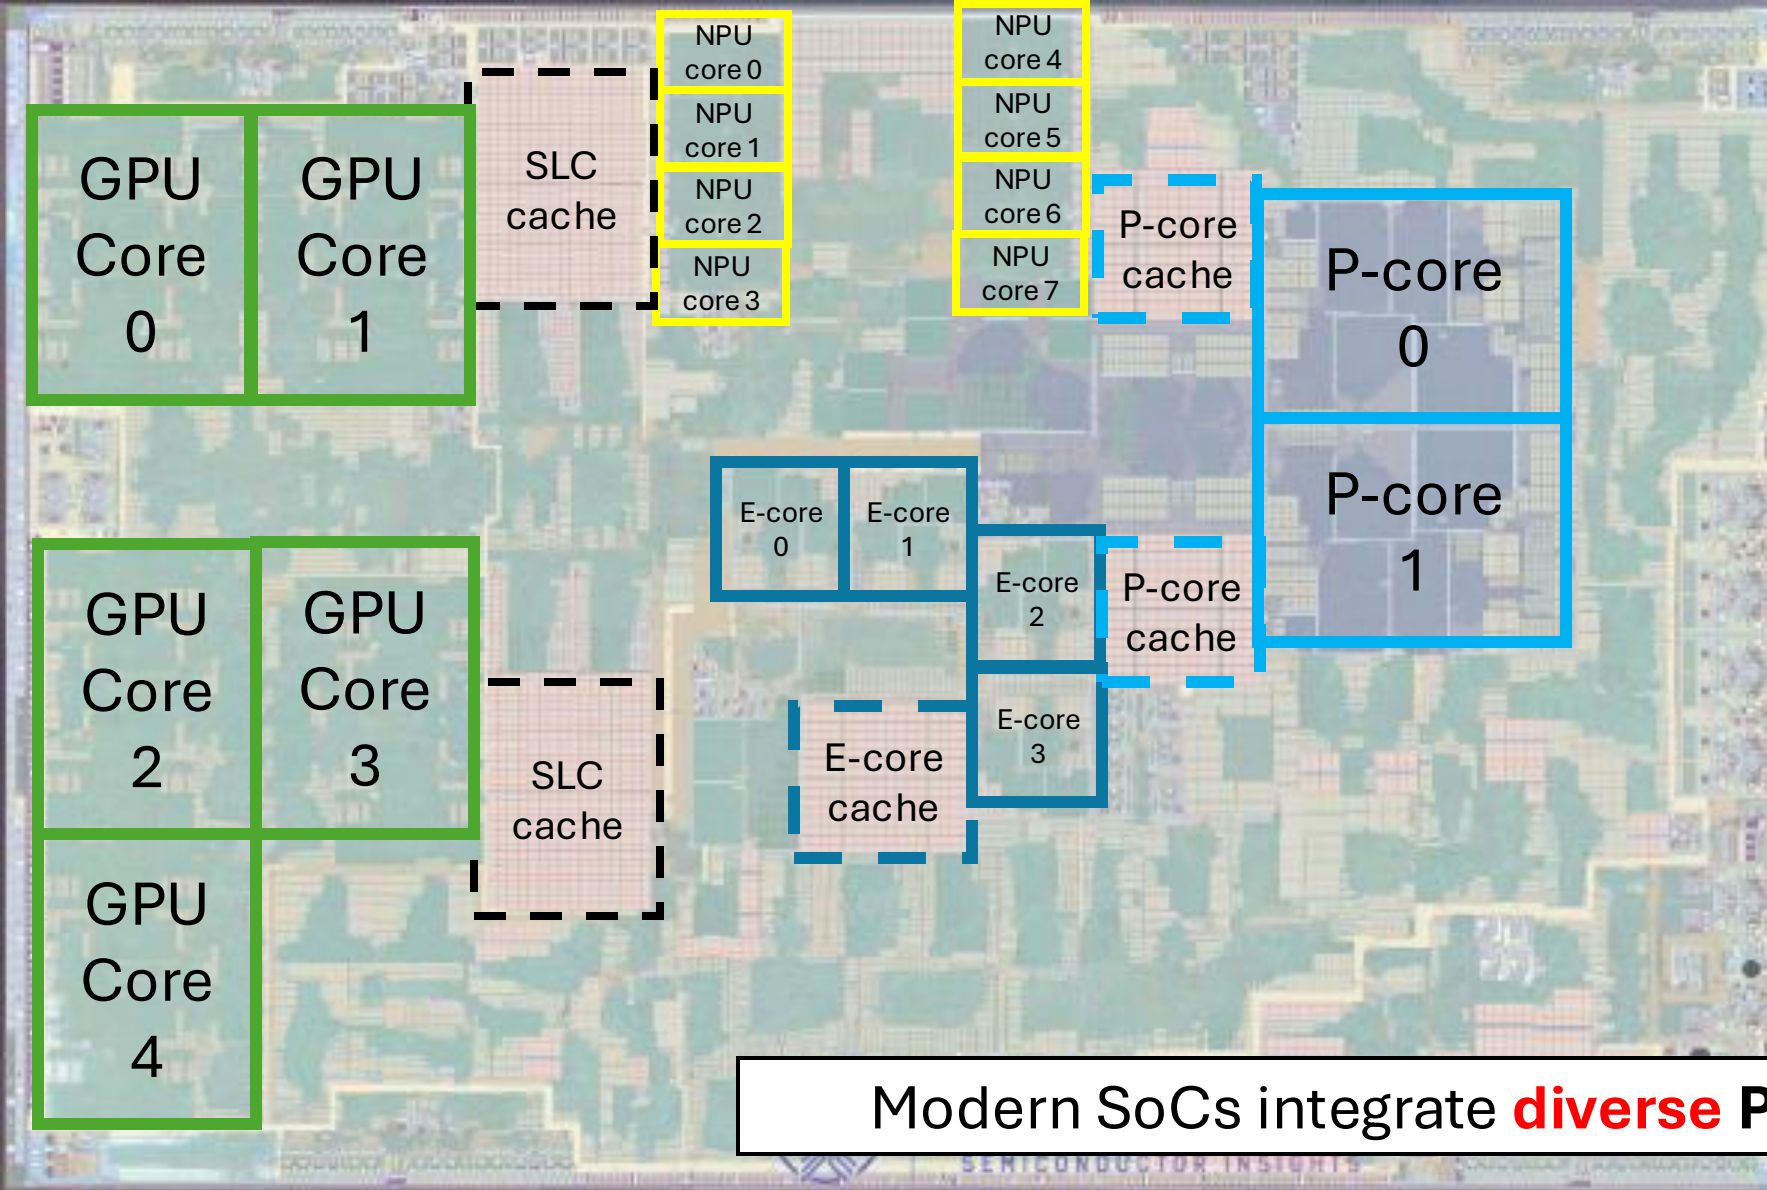 GPU
Core
0
GPU
Core
1
SLC
cache
NPU
core 0
NPU
core 1
NPU
core 2
NPU
core 3
NPU
core 4
NPU
core 5
NPU
core 6
NPU
core 7
P-core
cache
P-core
0
P-core
1
E-core
0
E-core
1
E-core
2
E-core
3
P-core
cache
GPU
Core
2
GPU
Core
3
SLC
cache
E-core
cache
GPU
Core
4
Modern SoCs integrate diverse P
SEMICONDUCTOR INSIGHTS